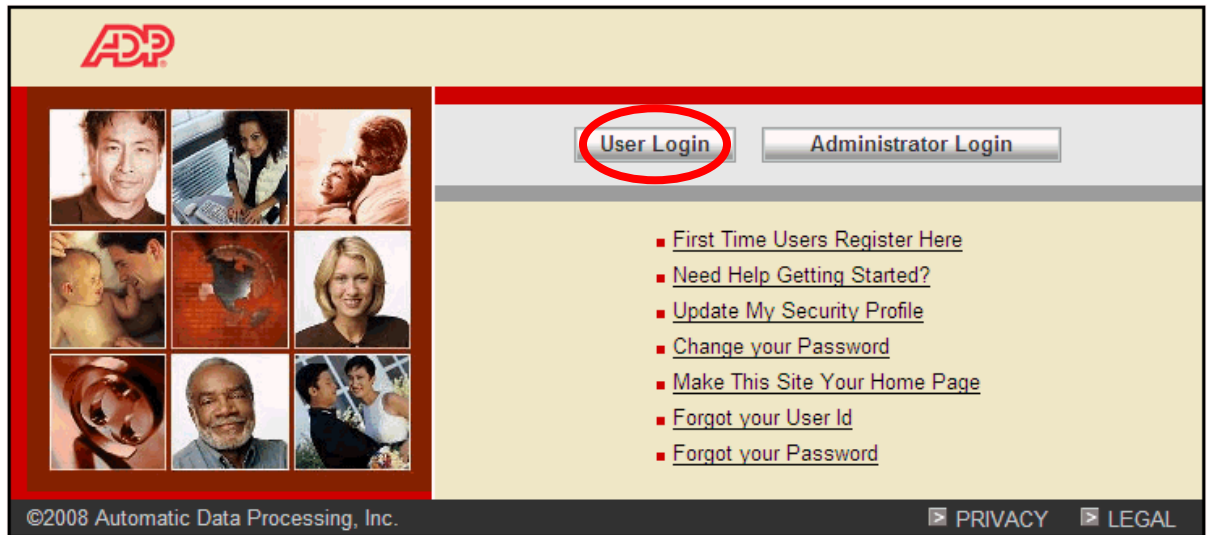 ADP
User Login
Administrator Login
First Time Users Register Here
Need Help Getting Started?
Update My Security Profile
Change your Password
Make This Site Your Home Page
Forgot your User Id
Forgot your Password
©2008 Automatic Data Processing, Inc.
PRIVACY
LEGAL